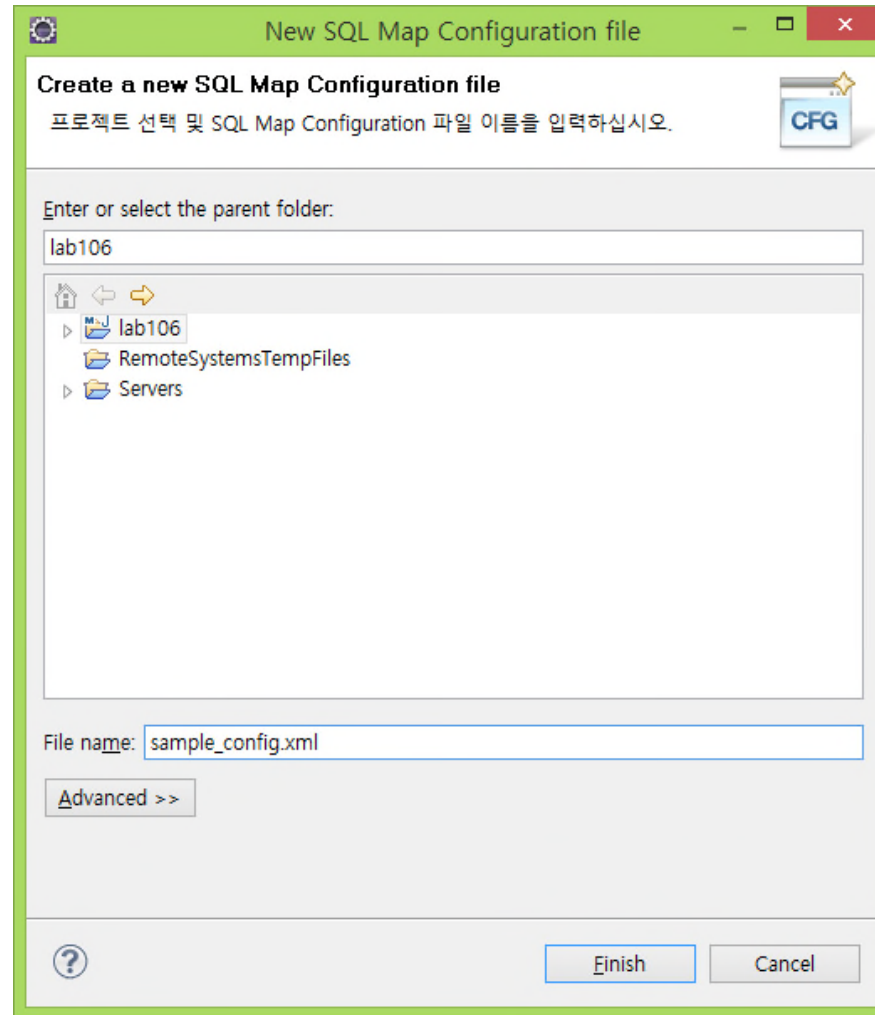 New SQL Map Configuration file
Create a new SQL Map Configuration file
프로젝트 선택 및 SQL Map Configuration 파일 이름을 입력하십시오.
CFG
Enter or select the parent folder:
lab106
lab106
RemoteSystemsTempFiles
Servers
File name: sample_config.xml
Advanced >>
Finish Cancel